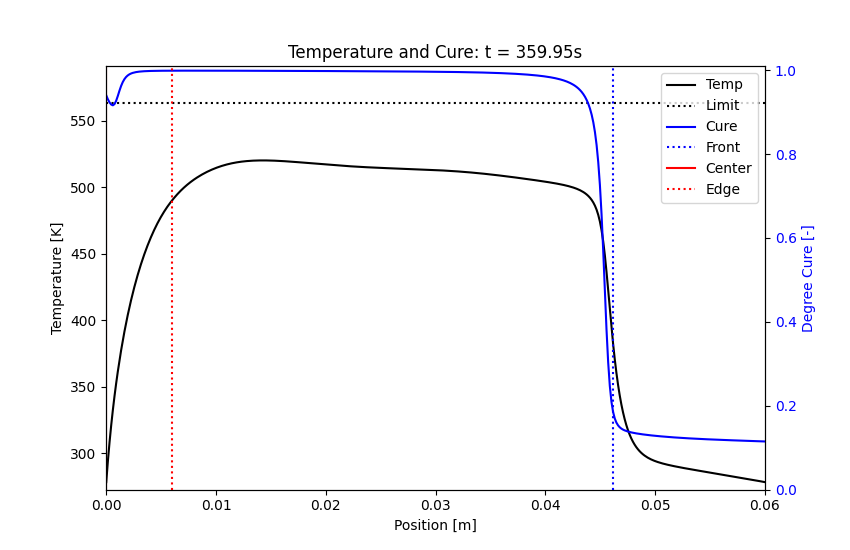 Temperature and Cure: t = 359.95s
Temperature [K]
550
500
450
400
350
300
Temp
Limit
Cure
Front
Center
Edge
1.0
0.8
0.6
0.4
0.2
0.0
Degree Cure [-]
0.00
0.01
0.02
0.03
0.04
0.05
0.06
Position [m]